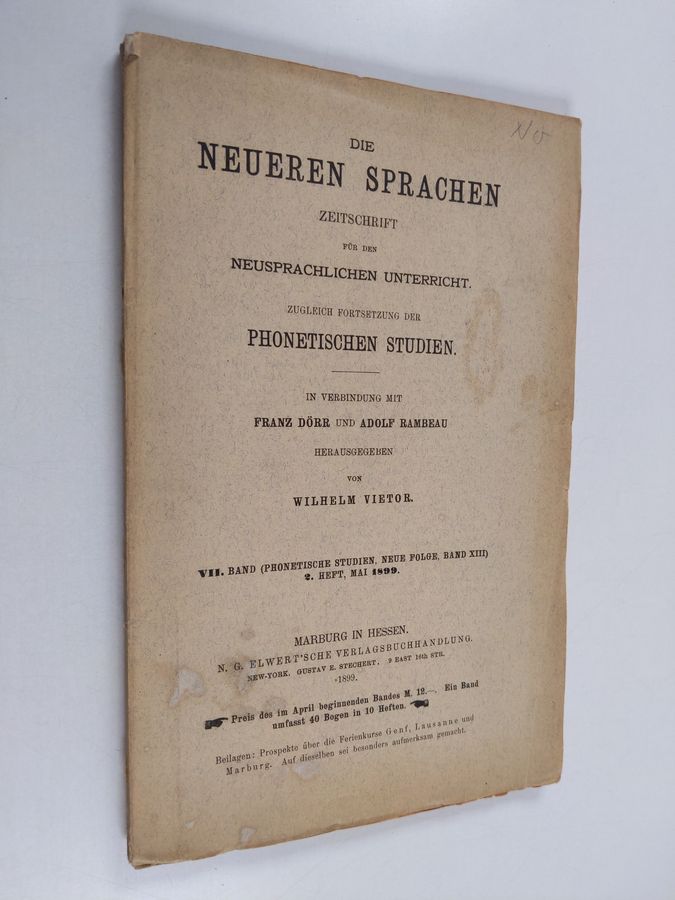 DIE
NEUEREN SPRACHEN
ZEITSCHRIFT
FÜR DEN
NEUSPRACHLICHEN UNTERRICHT.
ZUGLEICH FORTSETZUNG DER
PHONETISCHEN STUDIEN.
IN VERBINDUNG MIT
FRANZ DÖRR UND ADOLF RAMBEAU
HERAUSGEGEBEN
VON
WILHELM VIETOR.
VII. BAND (PHONETISCHE STUDIEN, NEUE FOLGE, BAND XIII)
2. HEFT, MAI 1899.
MARBURG IN HESSEN.
N. G. ELWERT'SCHE VERLAGSBUCHHANDLUNG.
NEW-YORK. GUSTAV E. STECHERT. 9 EAST 16th STR.
1899.
Preis des im April beginnenden Bandes M. 12.—. Ein Band
umfasst 40 Bogen in 10 Heften.
Beilagen: Prospekte über die Ferienkurse Genf, Lausanne und
Marburg. Auf dieselben sei besonders aufmerksam gemacht.